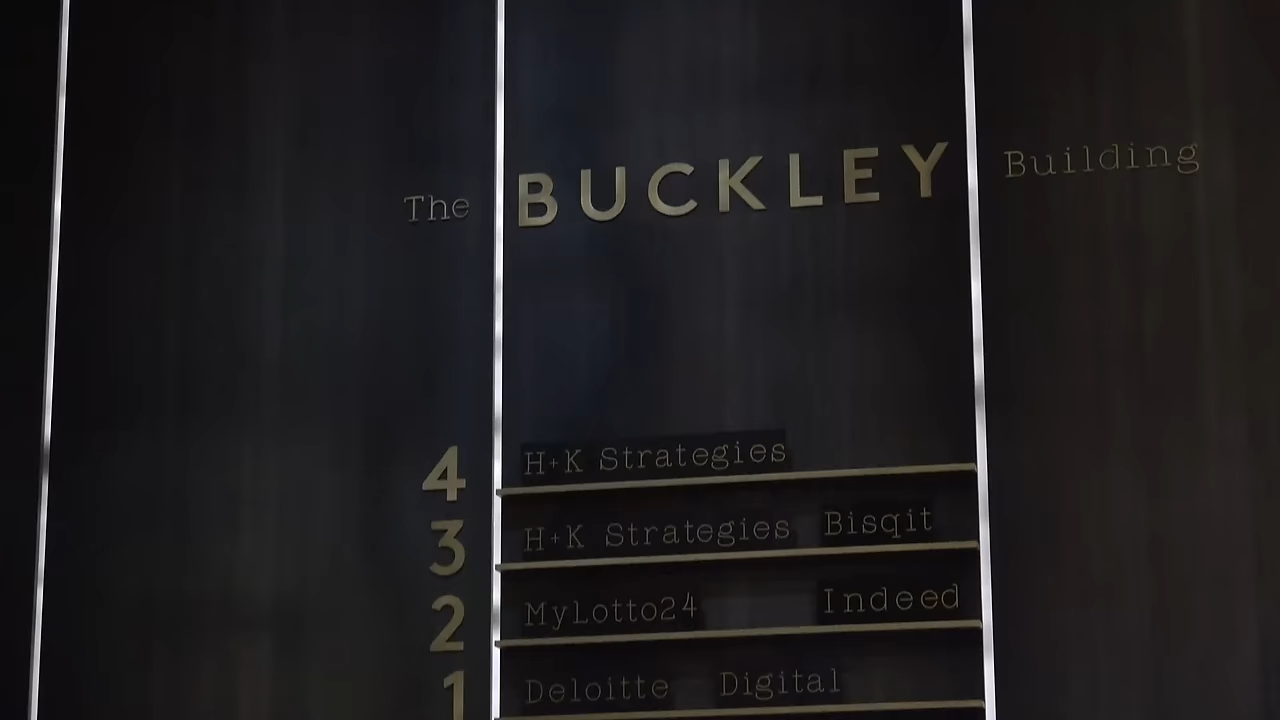 The BUCKLEY Building
4 H+K Strategies
3 H+K Strategies Bisqit
2 MyLotto24 Indeed
1 Deloitte Digital